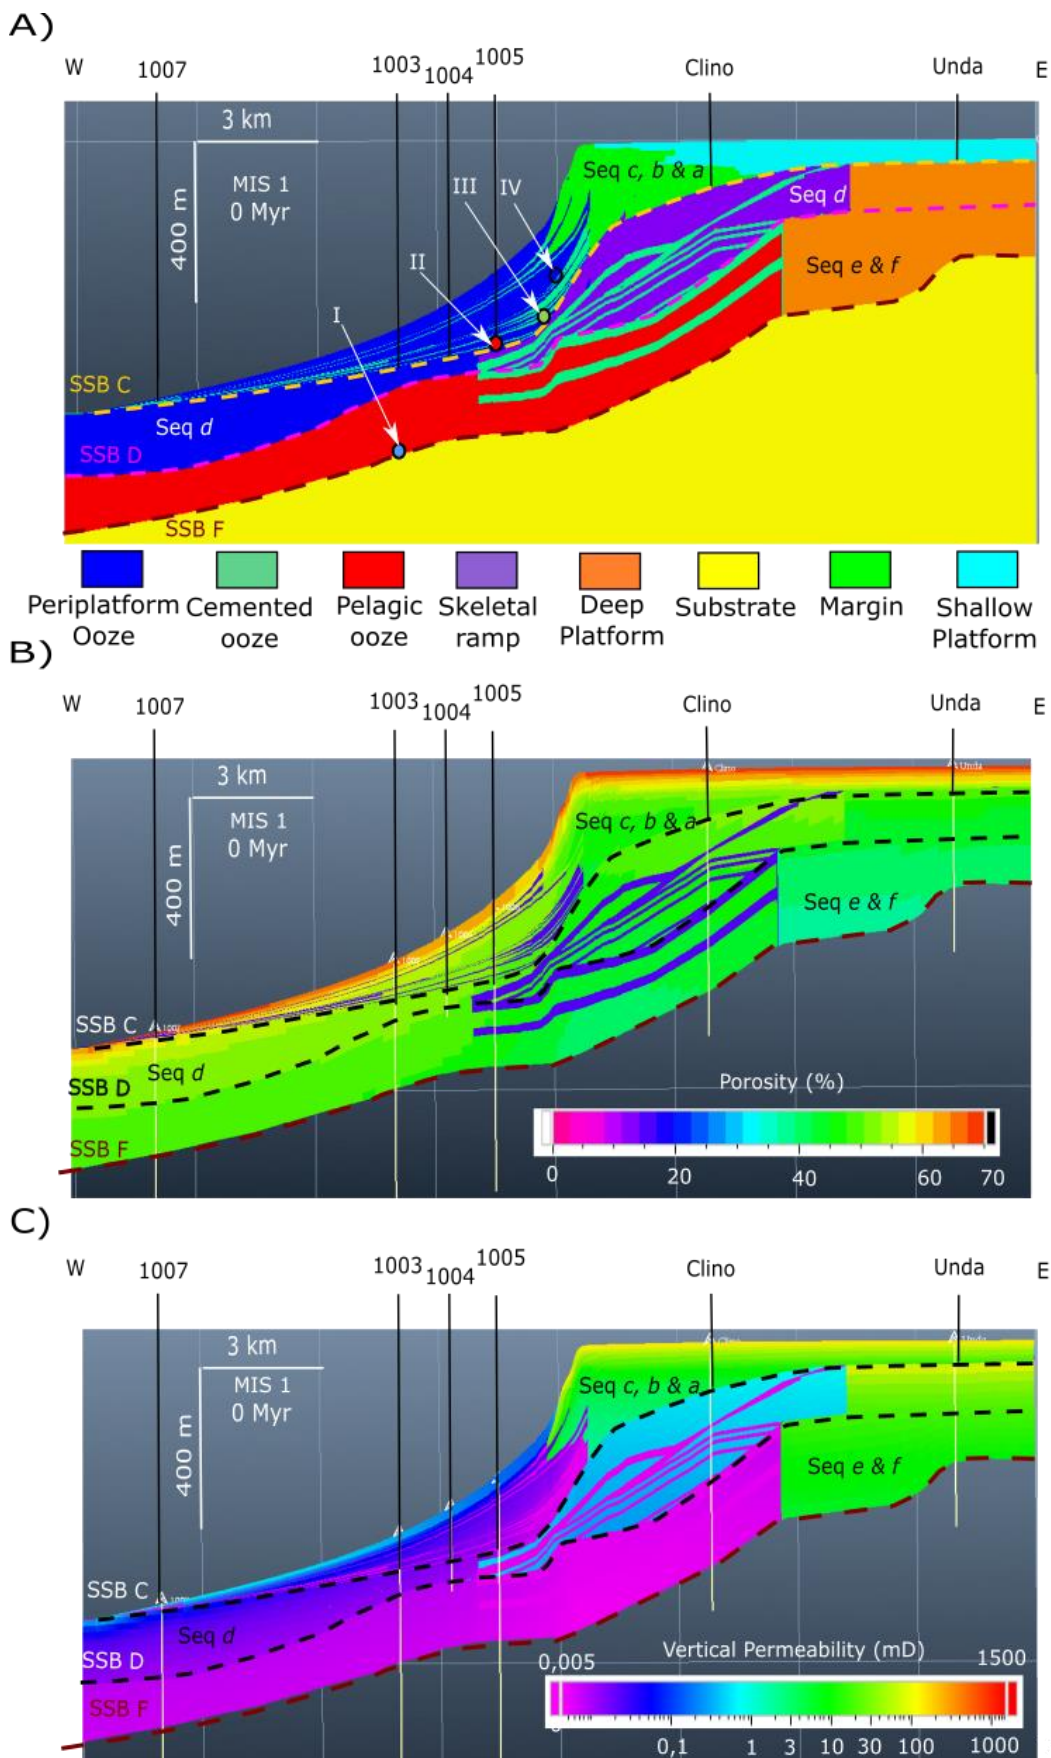 A)
W 1007 1003 1004 1005 Clino Unda E
3 km
400 m
MIS 1
0 Myr
Seq c, b & a
III IV
Seq d
II
Seq e & f
I
SSB C
Seq d
SSB D
SSB F
Periplatform Ooze
Cemented ooze
Pelagic ooze
Skeletal ramp
Deep Platform
Substrate
Margin
Shallow Platform
B)
W 1007 1003 1004 1005 Clino Unda E
3 km
Clino
Unda
400 m
MIS 1
0 Myr
Seq c, b & a
Seq e & f
SSB C
Seq d
SSB D
Porosity (%)
SSB F
0 20 40 60 70
C)
W 1007 1003 1004 1005 Clino Unda E
3 km
400 m
MIS 1
0 Myr
Seq c, b & a
Seq e & f
SSB C
Seq d
SSB D
Vertical Permeability (mD)
0,005 1500
SSB F
0
0,1 1 3 10 30 100 1000